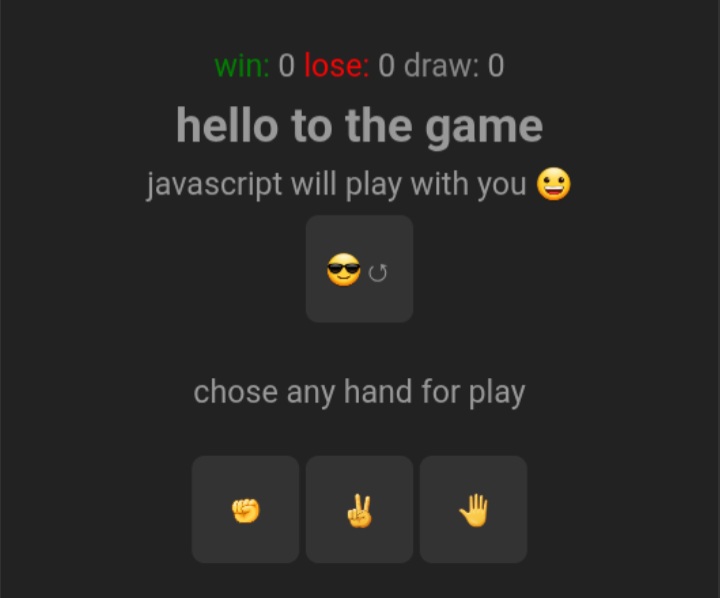 win: 0 lose: 0 draw: 0
hello to the game
javascript will play with you 😀
😎↺
chose any hand for play
✊ ✌ 🤚